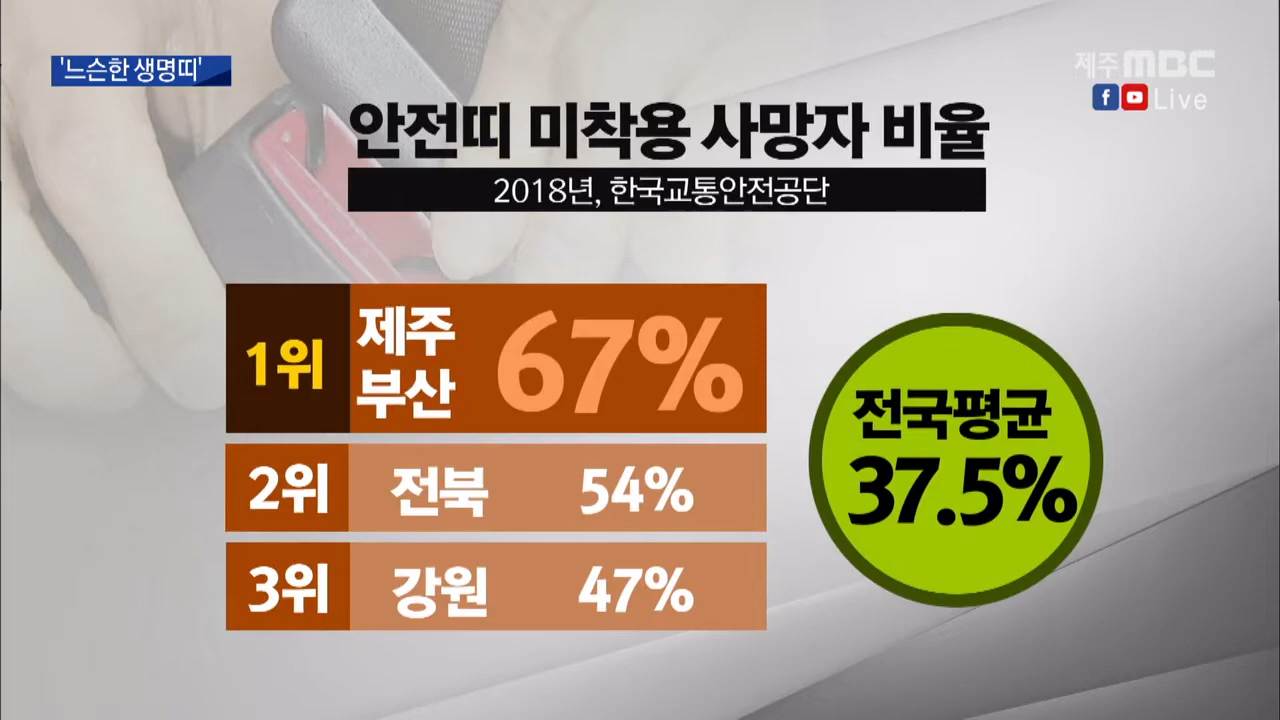 '느슨한 생명띠'
제주MBC
f Live
안전띠 미착용 사망자 비율
2018년, 한국교통안전공단
1위 제주 부산 67%
2위 전북 54%
3위 강원 47%
전국평균
37.5%